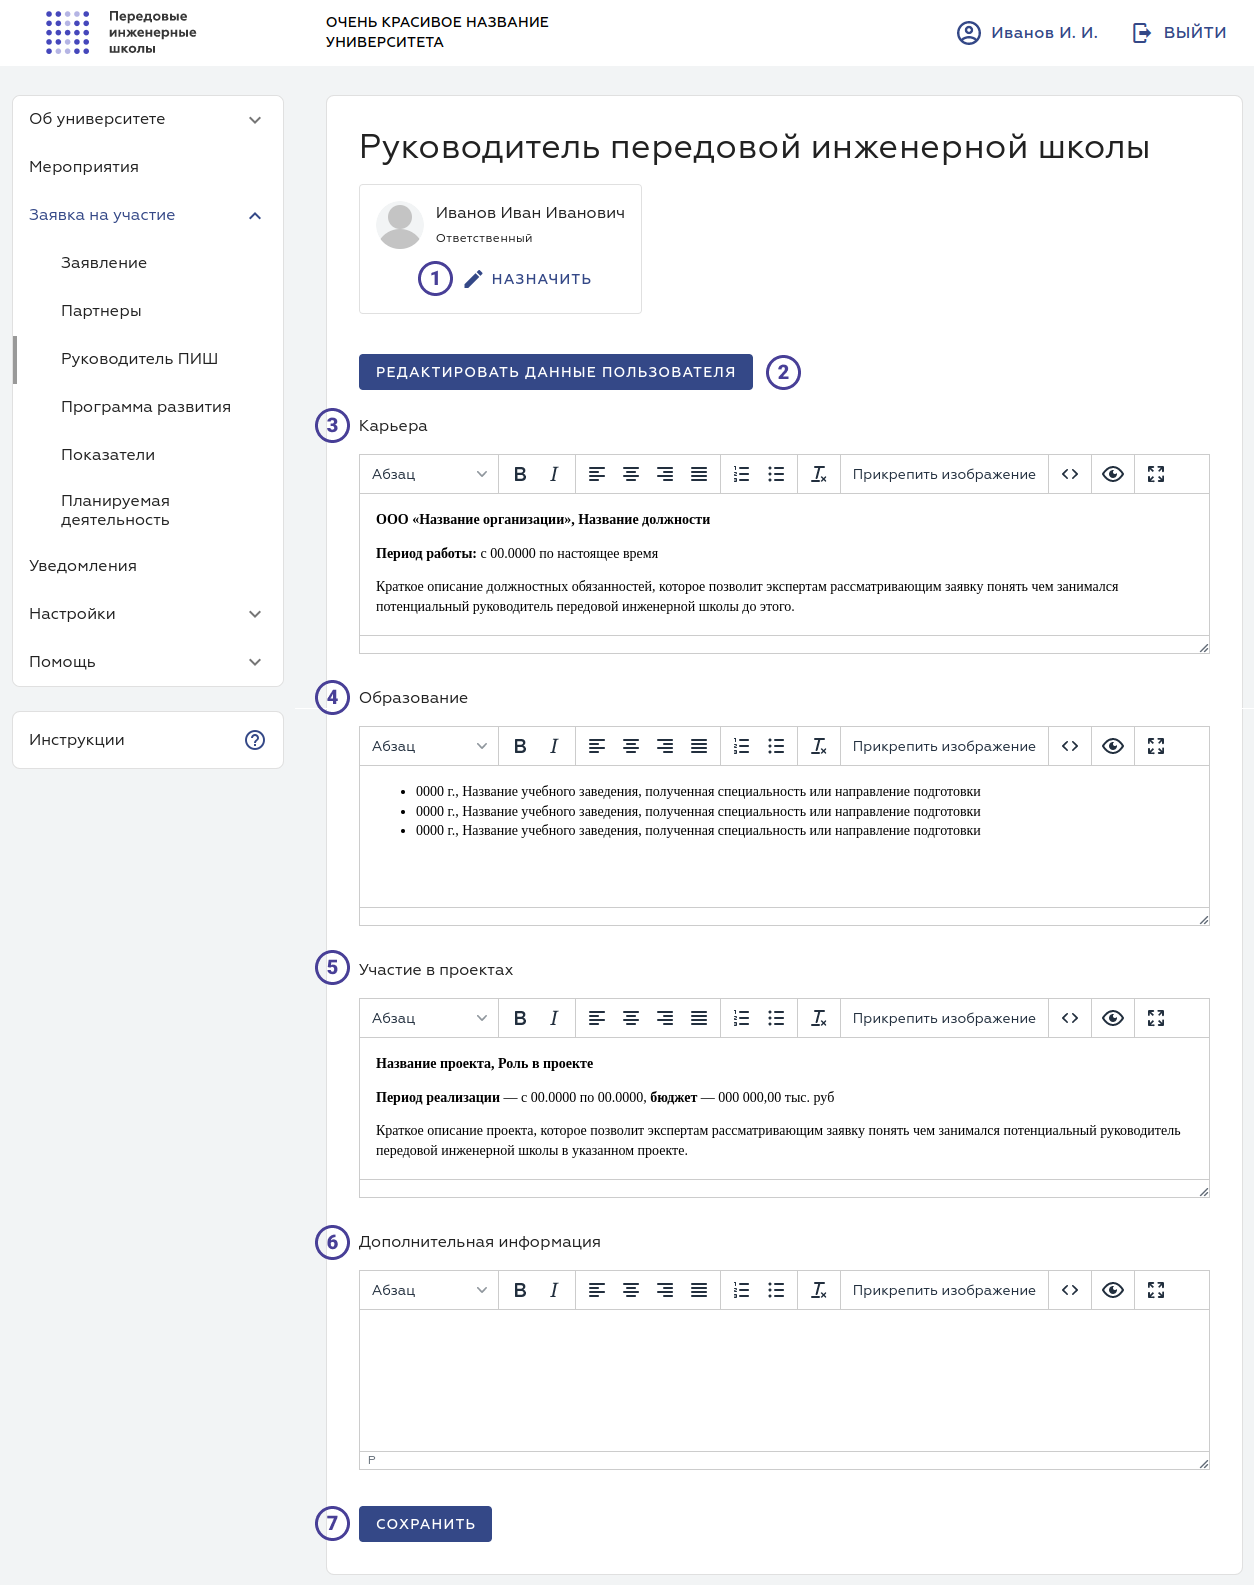 Передовые
инженерные
школы
ОЧЕНЬ КРАСИВОЕ НАЗВАНИЕ
УНИВЕРСИТЕТА
Иванов И. И.
ВЫЙТИ
Об университете
Мероприятия
Заявка на участие
Заявление
Партнеры
Руководитель ПИШ
Программа развития
Показатели
Планируемая
деятельность
Уведомления
Настройки
Помощь
Инструкции
Руководитель передовой инженерной школы
Иванов Иван Иванович
Ответственный
1 НАЗНАЧИТЬ
РЕДАКТИРОВАТЬ ДАННЫЕ ПОЛЬЗОВАТЕЛЯ 2
3 Карьера
Абзац B I Прикрепить изображение
ООО «Название организации», Название должности
Период работы: с 00.0000 по настоящее время
Краткое описание должностных обязанностей, которое позволит экспертам рассматривающим заявку понять чем занимался
потенциальный руководитель передовой инженерной школы до этого.
4 Образование
Абзац B I Прикрепить изображение
• 0000 г., Название учебного заведения, полученная специальность или направление подготовки
• 0000 г., Название учебного заведения, полученная специальность или направление подготовки
• 0000 г., Название учебного заведения, полученная специальность или направление подготовки
5 Участие в проектах
Абзац B I Прикрепить изображение
Название проекта, Роль в проекте
Период реализации — с 00.0000 по 00.0000, бюджет — 000 000,00 тыс. руб
Краткое описание проекта, которое позволит экспертам рассматривающим заявку понять чем занимался потенциальный руководитель
передовой инженерной школы в указанном проекте.
6 Дополнительная информация
Абзац B I Прикрепить изображение
P
7 СОХРАНИТЬ